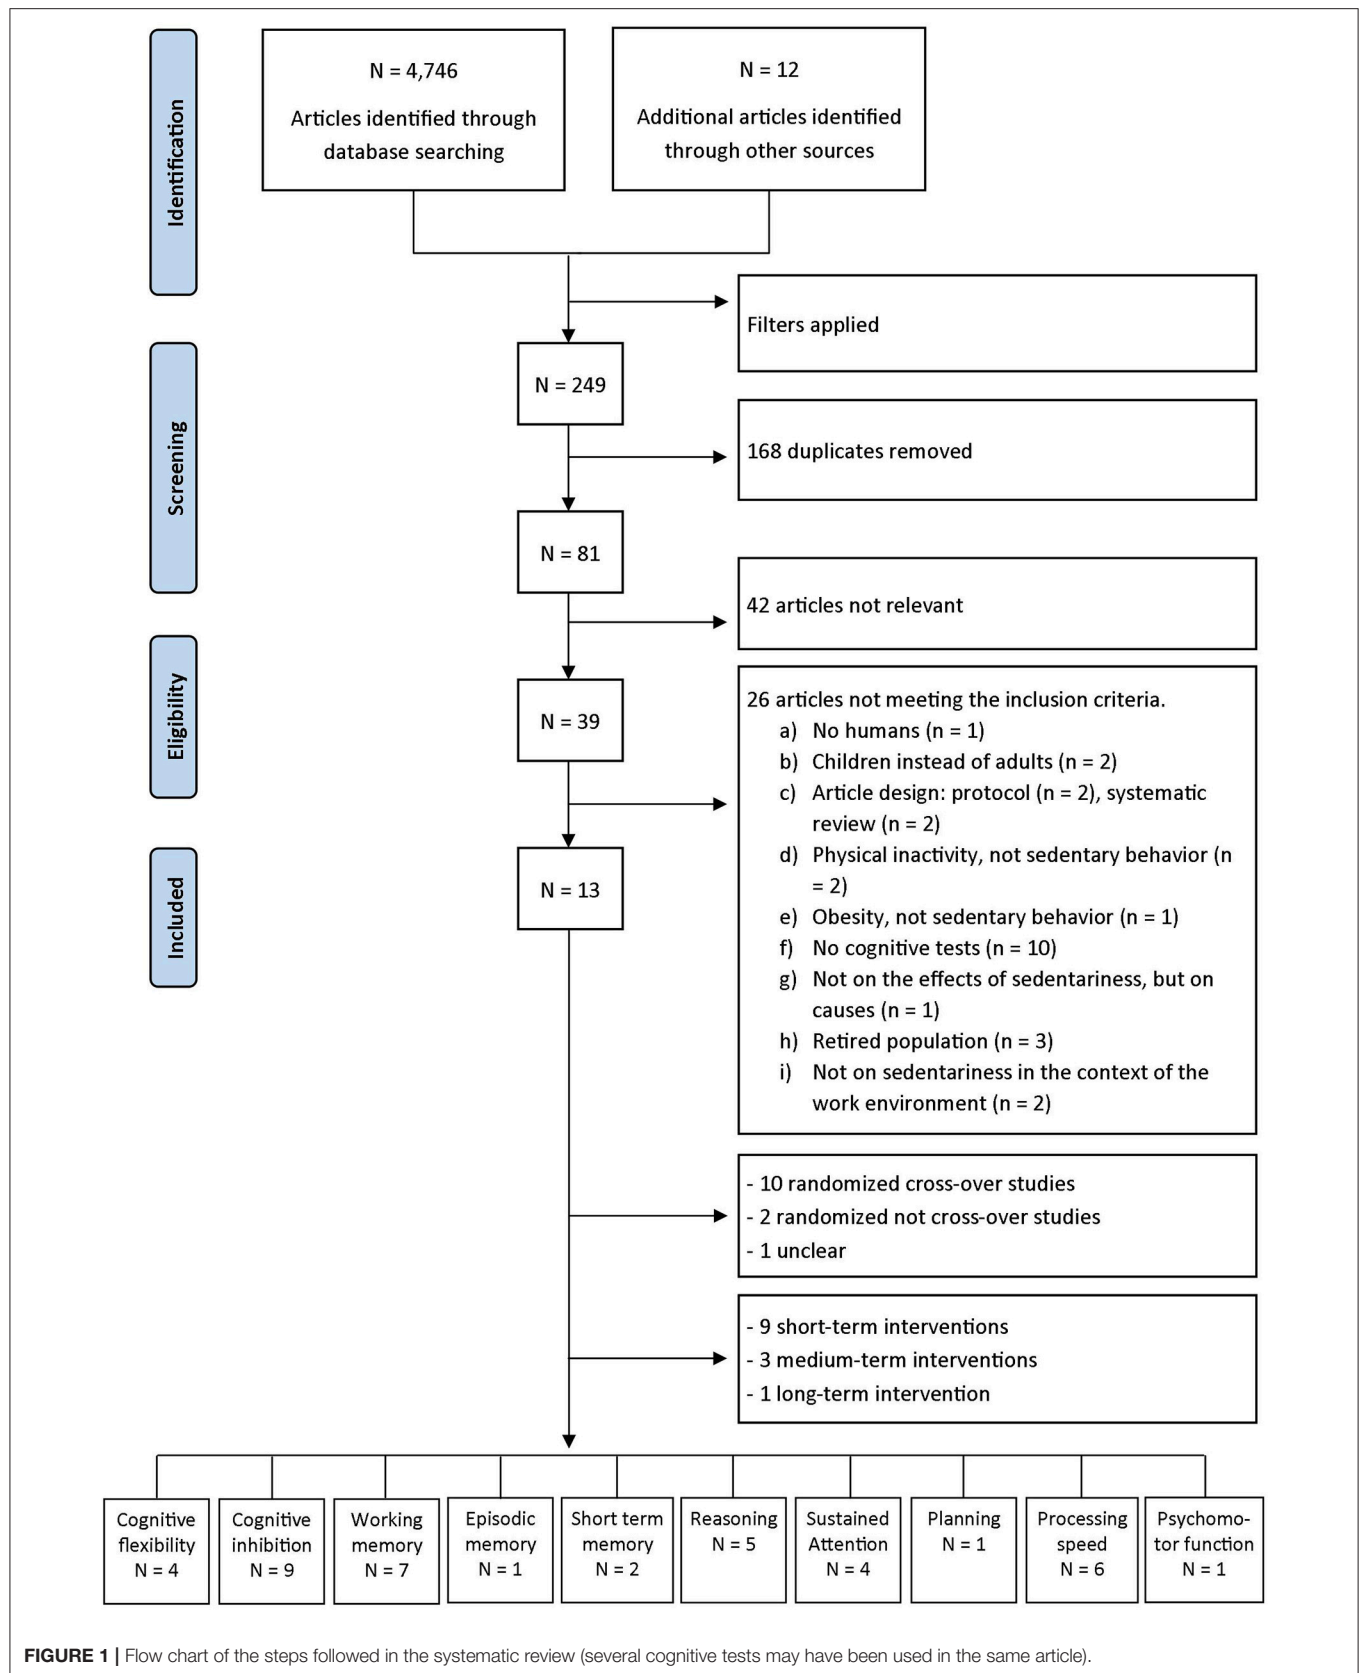 Identification
N = 4,746
Articles identified through
database searching
N = 12
Additional articles identified
through other sources
Filters applied
Screening
N = 249
168 duplicates removed
N = 81
42 articles not relevant
Eligibility
N = 39
26 articles not meeting the inclusion criteria.
a) No humans (n = 1)
b) Children instead of adults (n = 2)
c) Article design: protocol (n = 2), systematic
review (n = 2)
d) Physical inactivity, not sedentary behavior (n
= 2)
e) Obesity, not sedentary behavior (n = 1)
f) No cognitive tests (n = 10)
g) Not on the effects of sedentariness, but on
causes (n = 1)
h) Retired population (n = 3)
i) Not on sedentariness in the context of the
work environment (n = 2)
Included
N = 13
- 10 randomized cross-over studies
- 2 randomized not cross-over studies
- 1 unclear
- 9 short-term interventions
- 3 medium-term interventions
- 1 long-term intervention
Cognitive
flexibility
N = 4
Cognitive
inhibition
N = 9
Working
memory
N = 7
Episodic
memory
N = 1
Short term
memory
N = 2
Reasoning
N = 5
Sustained
Attention
N = 4
Planning
N = 1
Processing
speed
N = 6
Psychomo-
tor function
N = 1
FIGURE 1 | Flow chart of the steps followed in the systematic review (several cognitive tests may have been used in the same article).